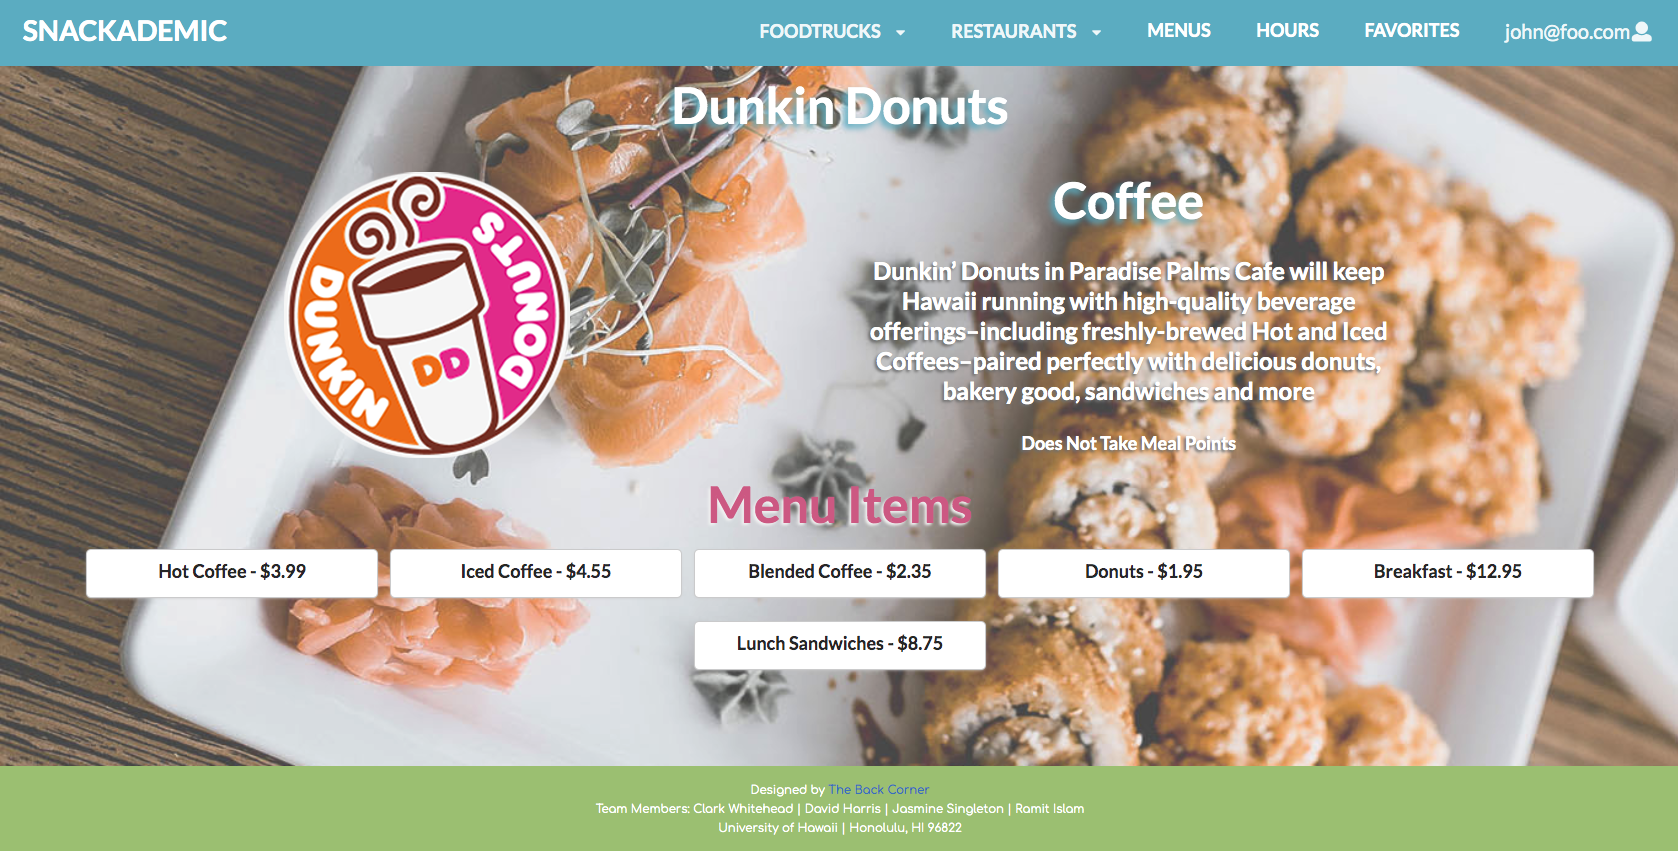 SNACKADEMIC
FOODTRUCKS
RESTAURANTS
MENUS
HOURS
FAVORITES
john@foo.com
Dunkin Donuts
DUNKIN
DONUTS
DD
Coffee
Dunkin’ Donuts in Paradise Palms Cafe will keep
Hawaii running with high-quality beverage
offerings–including freshly-brewed Hot and Iced
Coffees–paired perfectly with delicious donuts,
bakery good, sandwiches and more
Does Not Take Meal Points
Menu Items
Hot Coffee - $3.99
Iced Coffee - $4.55
Blended Coffee - $2.35
Donuts - $1.95
Breakfast - $12.95
Lunch Sandwiches - $8.75
Designed by The Back Corner
Team Members: Clark Whitehead | David Harris | Jasmine Singleton | Ramit Islam
University of Hawaii | Honolulu, HI 96822